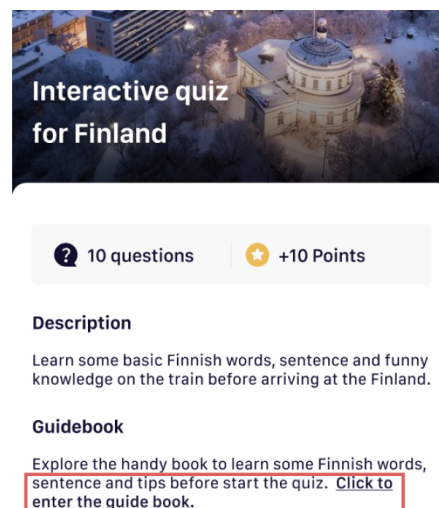 Interactive quiz
for Finland
? 10 questions
+10 Points
Description
Learn some basic Finnish words, sentence and funny
knowledge on the train before arriving at the Finland.
Guidebook
Explore the handy book to learn some Finnish words,
sentence and tips before start the quiz. Click to
enter the guide book.